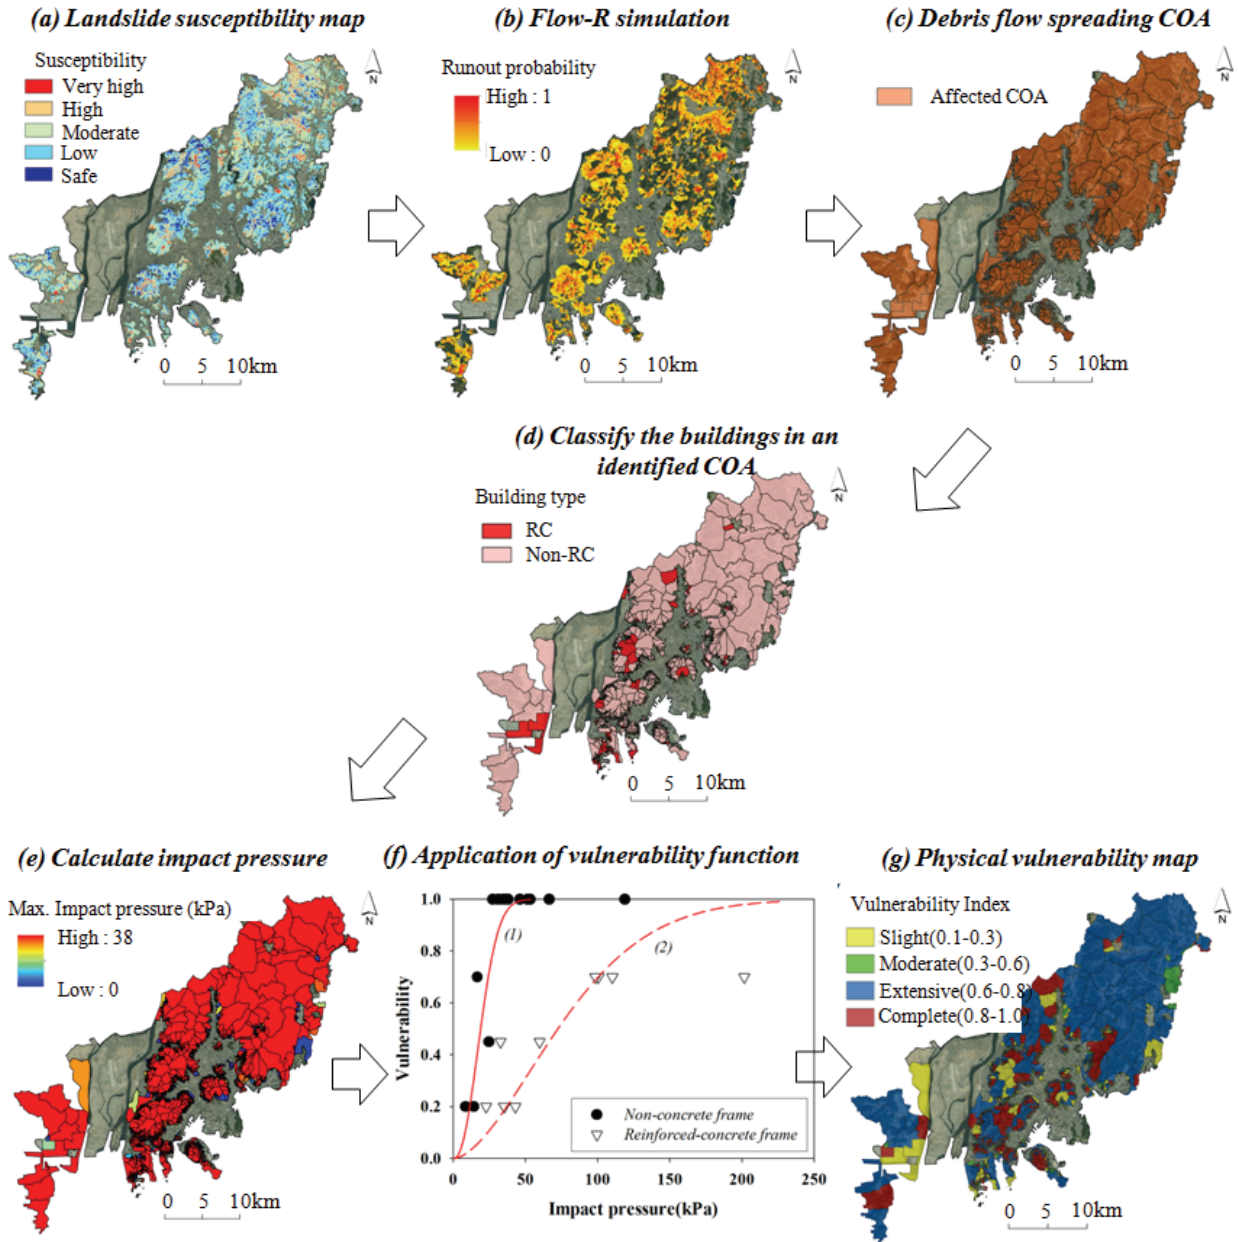 (a) Landslide susceptibility map
Susceptibility
Very high
High
Moderate
Low
Safe
N
0 5 10km
(b) Flow-R simulation
Runout probability
High : 1
Low : 0
N
0 5 10km
(c) Debris flow spreading COA
Affected COA
N
0 5 10km
(d) Classify the buildings in an
identified COA
Building type
RC
Non-RC
N
0 5 10km
(e) Calculate impact pressure
Max. Impact pressure (kPa)
High : 38
Low : 0
N
0 5 10km
(f) Application of vulnerability function
Vulnerability
1.0
0.8
0.6
0.4
0.2
0.0
(1)
(2)
Non-concrete frame
Reinforced-concrete frame
0 50 100 150 200 250
Impact pressure(kPa)
(g) Physical vulnerability map
Vulnerability Index
Slight(0.1-0.3)
Moderate(0.3-0.6)
Extensive(0.6-0.8)
Complete(0.8-1.0)
N
0 5 10km